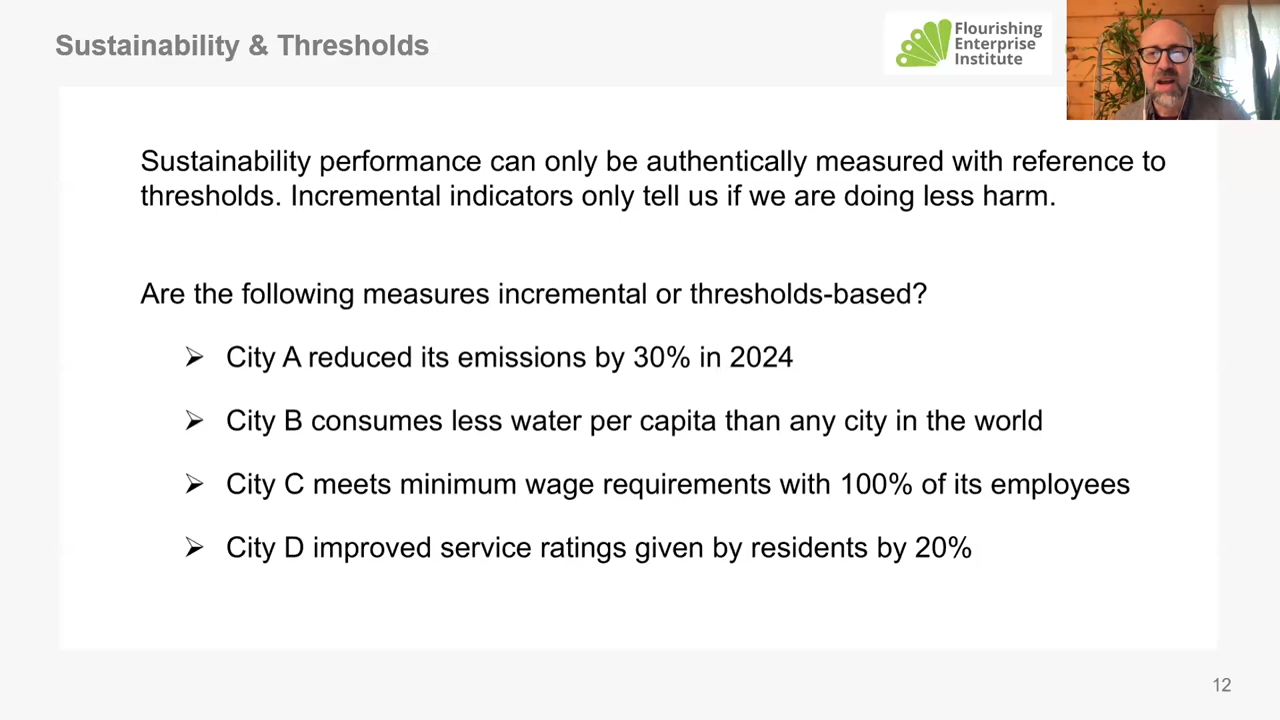 Sustainability & Thresholds
Flourishing
Enterprise
Institute
Sustainability performance can only be authentically measured with reference to
thresholds. Incremental indicators only tell us if we are doing less harm.
Are the following measures incremental or thresholds-based?
➢ City A reduced its emissions by 30% in 2024
➢ City B consumes less water per capita than any city in the world
➢ City C meets minimum wage requirements with 100% of its employees
➢ City D improved service ratings given by residents by 20%
12